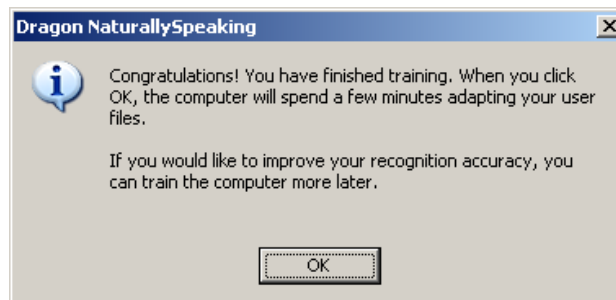 Dragon NaturallySpeaking
Congratulations! You have finished training. When you click
OK, the computer will spend a few minutes adapting your user
files.
If you would like to improve your recognition accuracy, you
can train the computer more later.
OK